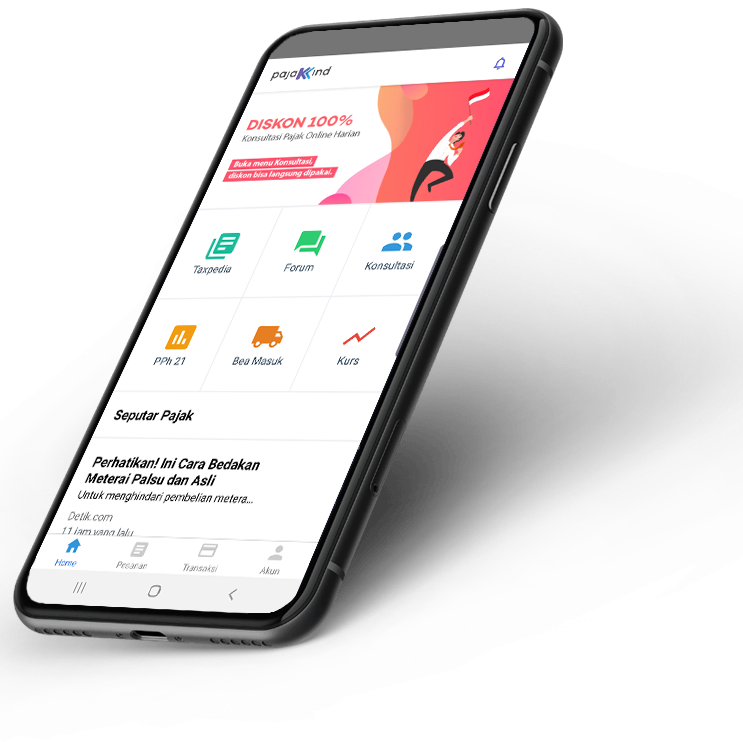 pajaKKind
DISKON 100%
Konsultasi Pajak Online Harian
Buka menu Konsultasi,
diskon bisa langsung dipakai.
Taxpedia
Forum
Konsultasi
PPh 21
Bea Masuk
Kurs
Seputar Pajak
Perhatikan! Ini Cara Bedakan
Meterai Palsu dan Asli
Untuk menghindari pembelian metera...
Detik.com
11 jam yang lalu
Home
Pesanan
Transaksi
Akun